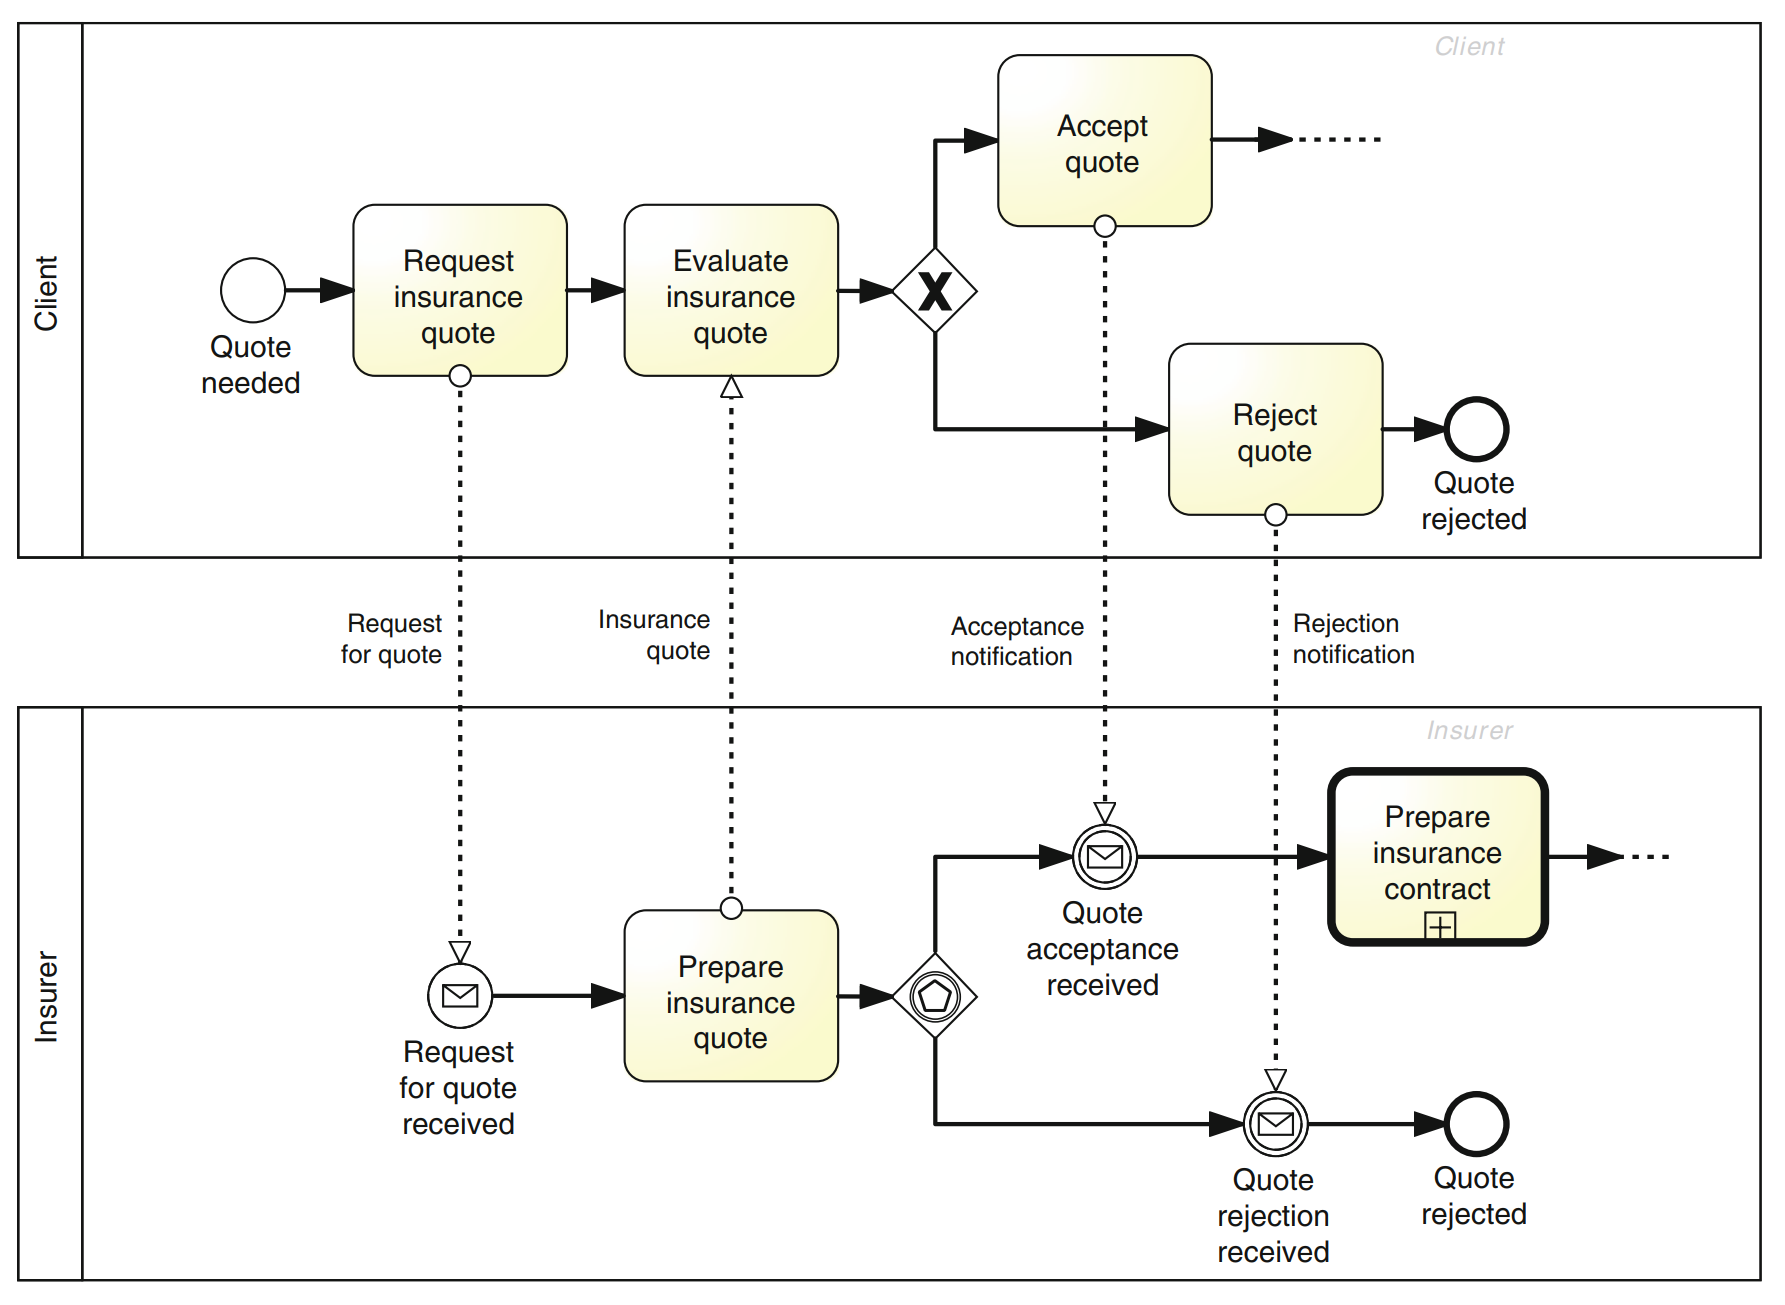 Client
Client
Accept
quote
Request
insurance
quote
Evaluate
insurance
quote
X
Quote
needed
Reject
quote
Quote
rejected
Request
for quote
Insurance
quote
Acceptance
notification
Rejection
notification
Insurer
Insurer
Prepare
insurance
contract
Quote
acceptance
received
Prepare
insurance
quote
Request
for quote
received
Quote
rejection
received
Quote
rejected